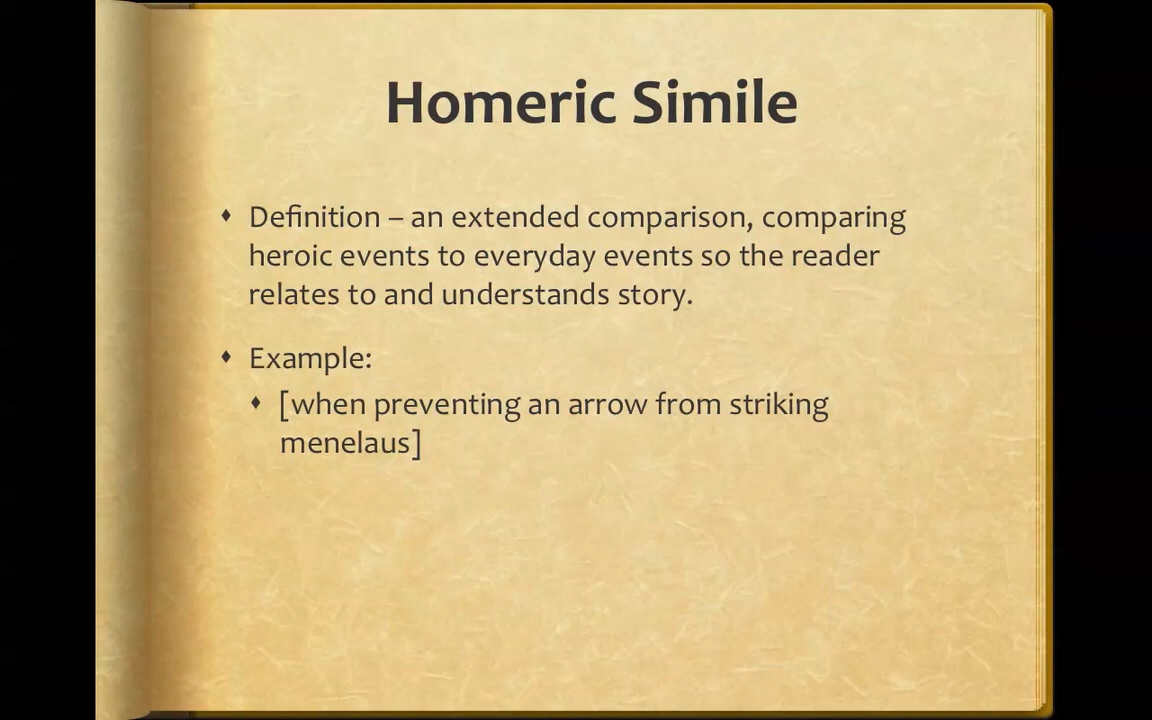 Homeric Simile
Definition – an extended comparison, comparing
heroic events to everyday events so the reader
relates to and understands story.
Example:
[when preventing an arrow from striking
menelaus]